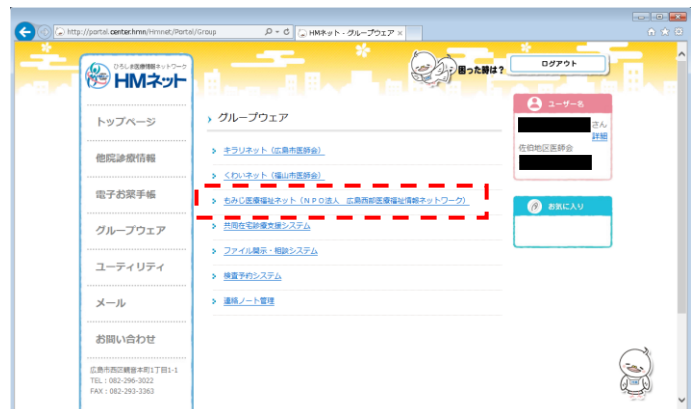 http://portal.center.hmn/Hmnet/Portal/Group
HMネット - グループウェア
ひろしま医療情報ネットワーク
HMネット
困った時は?
ログアウト
トップページ
他院診療情報
電子お薬手帳
グループウェア
ユーティリティ
メール
お問い合わせ
広島市西区観音本町1丁目1-1
TEL:082-296-3022
FAX:082-293-3363
グループウェア
キラリネット(広島市医師会)
くわいネット(福山市医師会)
もみじ医療福祉ネット(NPO法人 広島西部医療福祉情報ネットワーク)
共同在宅診療支援システム
ファイル開示・相談システム
検査予約システム
連絡ノート管理
ユーザー名
さん
詳細
佐伯地区医師会
お気に入り